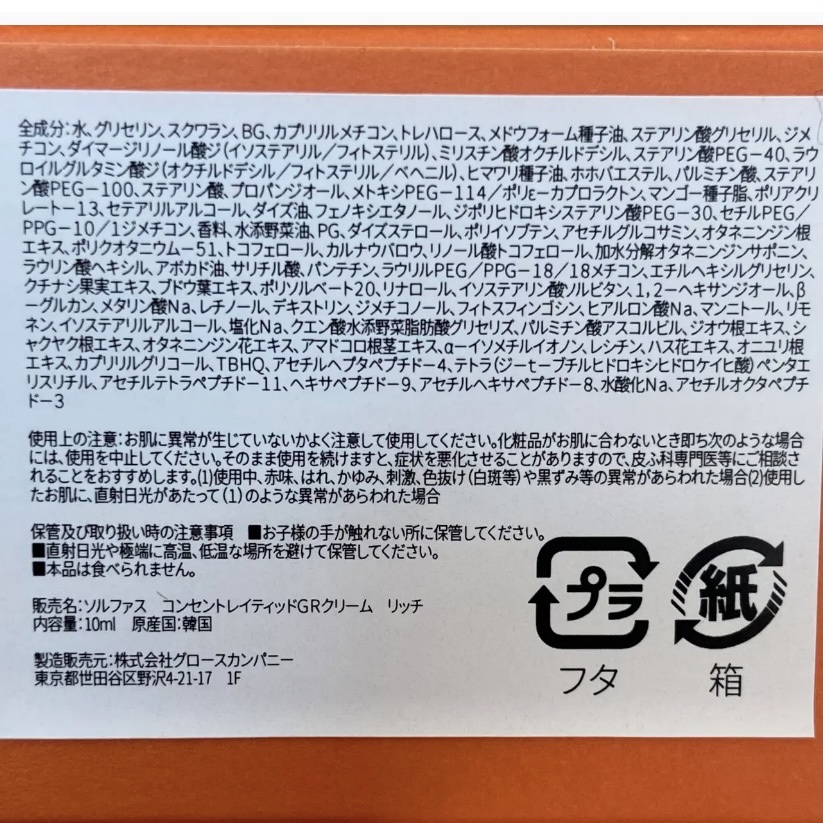 全成分:水、グリセリン、スクワラン、BG、カプリリルメチコン、トレハロース、メドウフォーム種子油、ステアリン酸グリセリル、ジメ
チコン、ダイマージリノール酸ジ(イソステアリル/フィトステリル)、ミリスチン酸オクチルドデシル、ステアリン酸PEG-40、ラウ
ロイルグルタミン酸ジ(オクチルドデシル/フィトステリル/ベヘニル)、ヒマワリ種子油、ホホバエステル、パルミチン酸、ステアリ
ン酸PEG-100、ステアリン酸、プロパンジオール、メトキシPEG-114/ポリε-カプロラクトン、マンゴー種子脂、ポリアクリ
レート-13、セテアリルアルコール、ダイズ油、フェノキシエタノール、ジポリヒドロキシステアリン酸PEG-30、セチルPEG/
PPG-10/1ジメチコン、香料、水添野菜油、PG、ダイズステロール、ポリイソブテン、アセチルグルコサミン、オタネニンジン根
エキス、ポリクオタニウム-51、トコフェロール、カルナウバロウ、リノール酸トコフェロール、加水分解オタネニンジンサポニン、
ラウリン酸ヘキシル、アボカド油、サリチル酸、パンテチン、ラウリルPEG/PPG-18/18メチコン、エチルヘキシルグリセリン、
クチナシ果実エキス、ブドウ葉エキス、ポリソルベート20、リナロール、イソステアリン酸ソルビタン、1,2-ヘキサンジオール、β
-グルカン、メタリン酸Na、レチノール、デキストリン、ジメチコノール、フィトスフィンゴシン、ヒアルロン酸Na、マンニトール、リモ
ネン、イソステアリルアルコール、塩化Na、クエン酸水添野菜脂肪酸グリセリズ、パルミチン酸アスコルビル、ジオウ根エキス、シ
ャクヤク根エキス、オタネニンジン花エキス、アマドコロ根茎エキス、α-イソメチルイオノン、レシチン、ハス花エキス、オニユリ根
エキス、カプリリルグリコール、TBHQ、アセチルヘプタペプチド-4、テトラ(ジ-t-ブチルヒドロキシヒドロケイヒ酸)ペンタエ
リスリチル、アセチルテトラペプチド-11、ヘキサペプチド-9、アセチルヘキサペプチド-8、水酸化Na、アセチルオクタペプチ
ド-3
使用上の注意:お肌に異常が生じていないかよく注意して使用してください。化粧品がお肌に合わないとき即ち次のような場合
には、使用を中止してください。そのまま使用を続けますと、症状を悪化させることがありますので、皮ふ科専門医等にご相談さ
れることをおすすめします。(1)使用中、赤味、はれ、かゆみ、刺激、色抜け(白斑等)や黒ずみ等の異常があらわれた場合(2)使用し
たお肌に、直射日光があたって(1)のような異常があらわれた場合
保管及び取り扱い時の注意事項 ■お子様の手が触れない所に保管してください。
■直射日光や極端に高温、低温な場所を避けて保管してください。
■本品は食べられません。
販売名:ソルファス コンセントレイティッドGRクリーム リッチ
内容量:10ml 原産国:韓国
製造販売元:株式会社グロースカンパニー
東京都世田谷区野沢4-21-17 1F
プラ
フタ
紙
箱